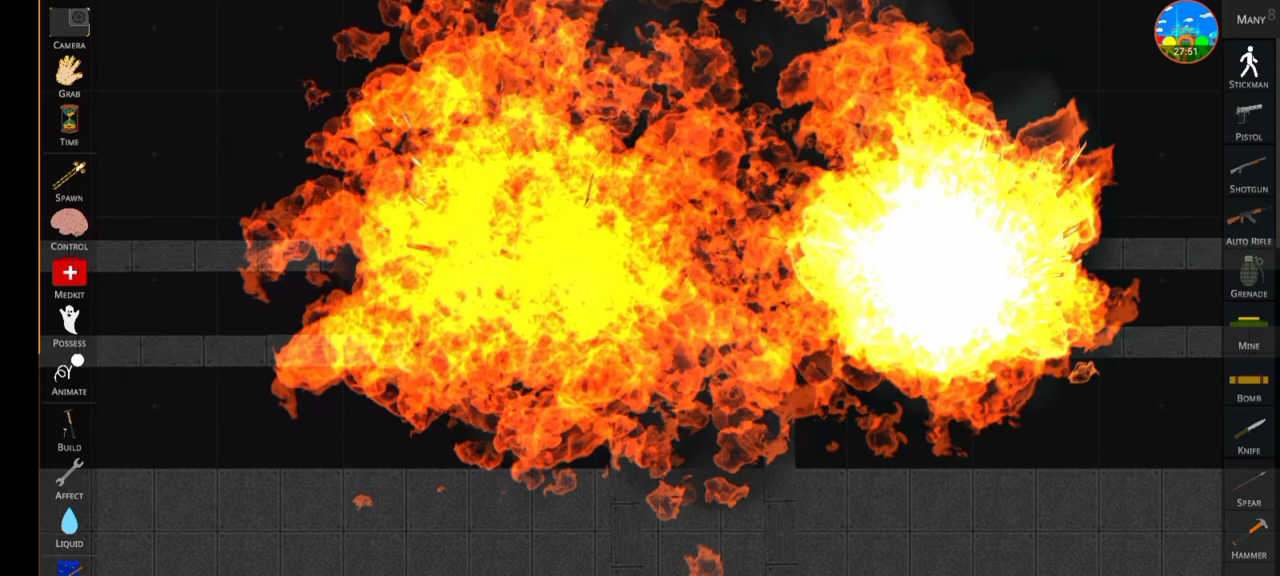 CAMERA
GRAB
TIME
SPAWN
CONTROL
MEDKIT
POSSESS
ANIMATE
BUILD
AFFECT
LIQUID
27:51
MANY 8
STICKMAN
PISTOL
SHOTGUN
AUTO RIFLE
GRENADE
MINE
BOMB
KNIFE
SPEAR
HAMMER